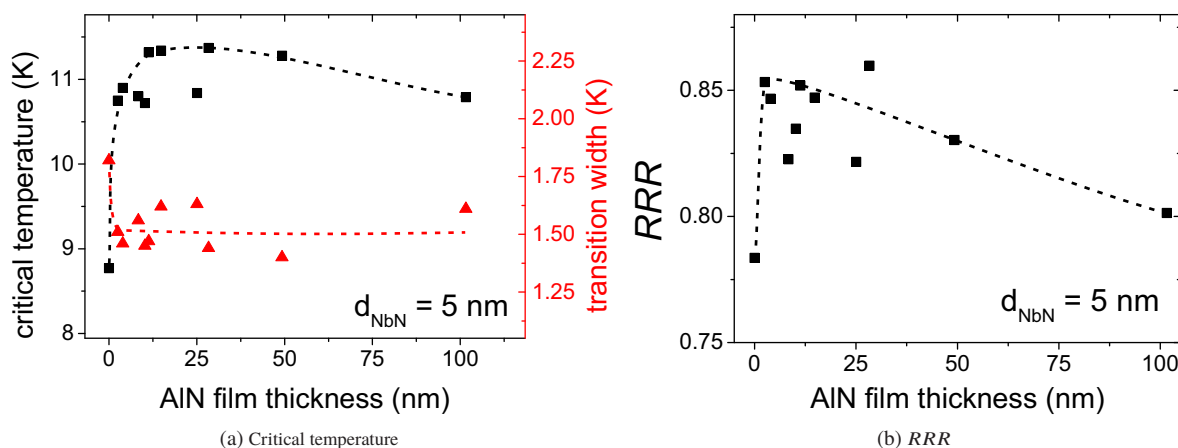 critical temperature (K)
11
10
9
8
2.25
2.00
1.75
1.50
1.25
transition width (K)
d_NbN = 5 nm
0 25 50 75 100
AlN film thickness (nm)
(a) Critical temperature
RRR
0.85
0.80
0.75
d_NbN = 5 nm
0 25 50 75 100
AlN film thickness (nm)
(b) RRR